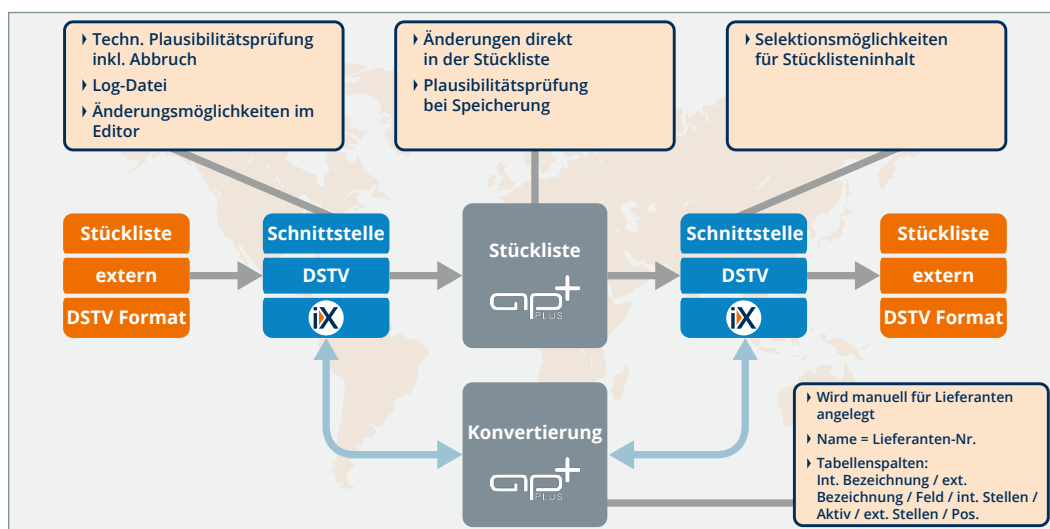 Techn. Plausibilitätsprüfung
inkl. Abbruch
Log-Datei
Änderungsmöglichkeiten im
Editor
Änderungen direkt
in der Stückliste
Plausibilitätsprüfung
bei Speicherung
Selektionsmöglichkeiten
für Stücklisteninhalt
Stückliste
extern
DSTV Format
Schnittstelle
DSTV
iX
Stückliste
ap+
PLUS
Schnittstelle
DSTV
iX
Stückliste
extern
DSTV Format
Konvertierung
ap+
PLUS
Wird manuell für Lieferanten
angelegt
Name = Lieferanten-Nr.
Tabellenspalten:
Int. Bezeichnung / ext.
Bezeichnung / Feld / int. Stellen /
Aktiv / ext. Stellen / Pos.